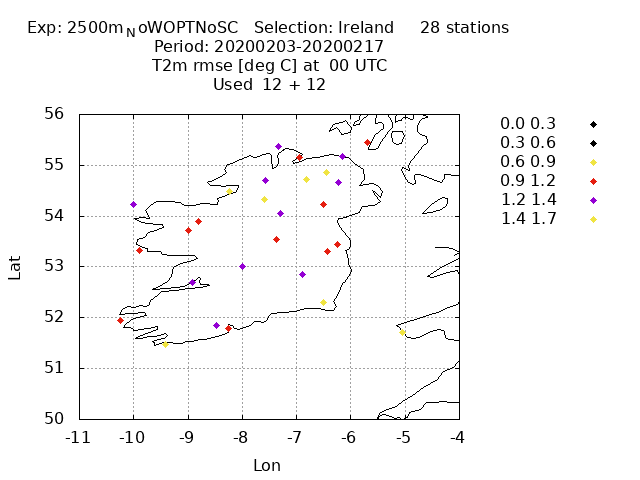 Exp: 2500m N oWOPTNoSC Selection: Ireland 28 stations
Period: 20200203-20200217
T2m rmse [deg C] at 00 UTC
Used 12 + 12
0.0 0.3
0.3 0.6
0.6 0.9
0.9 1.2
1.2 1.4
1.4 1.7
56
55
54
53
52
51
50
Lat
-11 -10 -9 -8 -7 -6 -5 -4
Lon